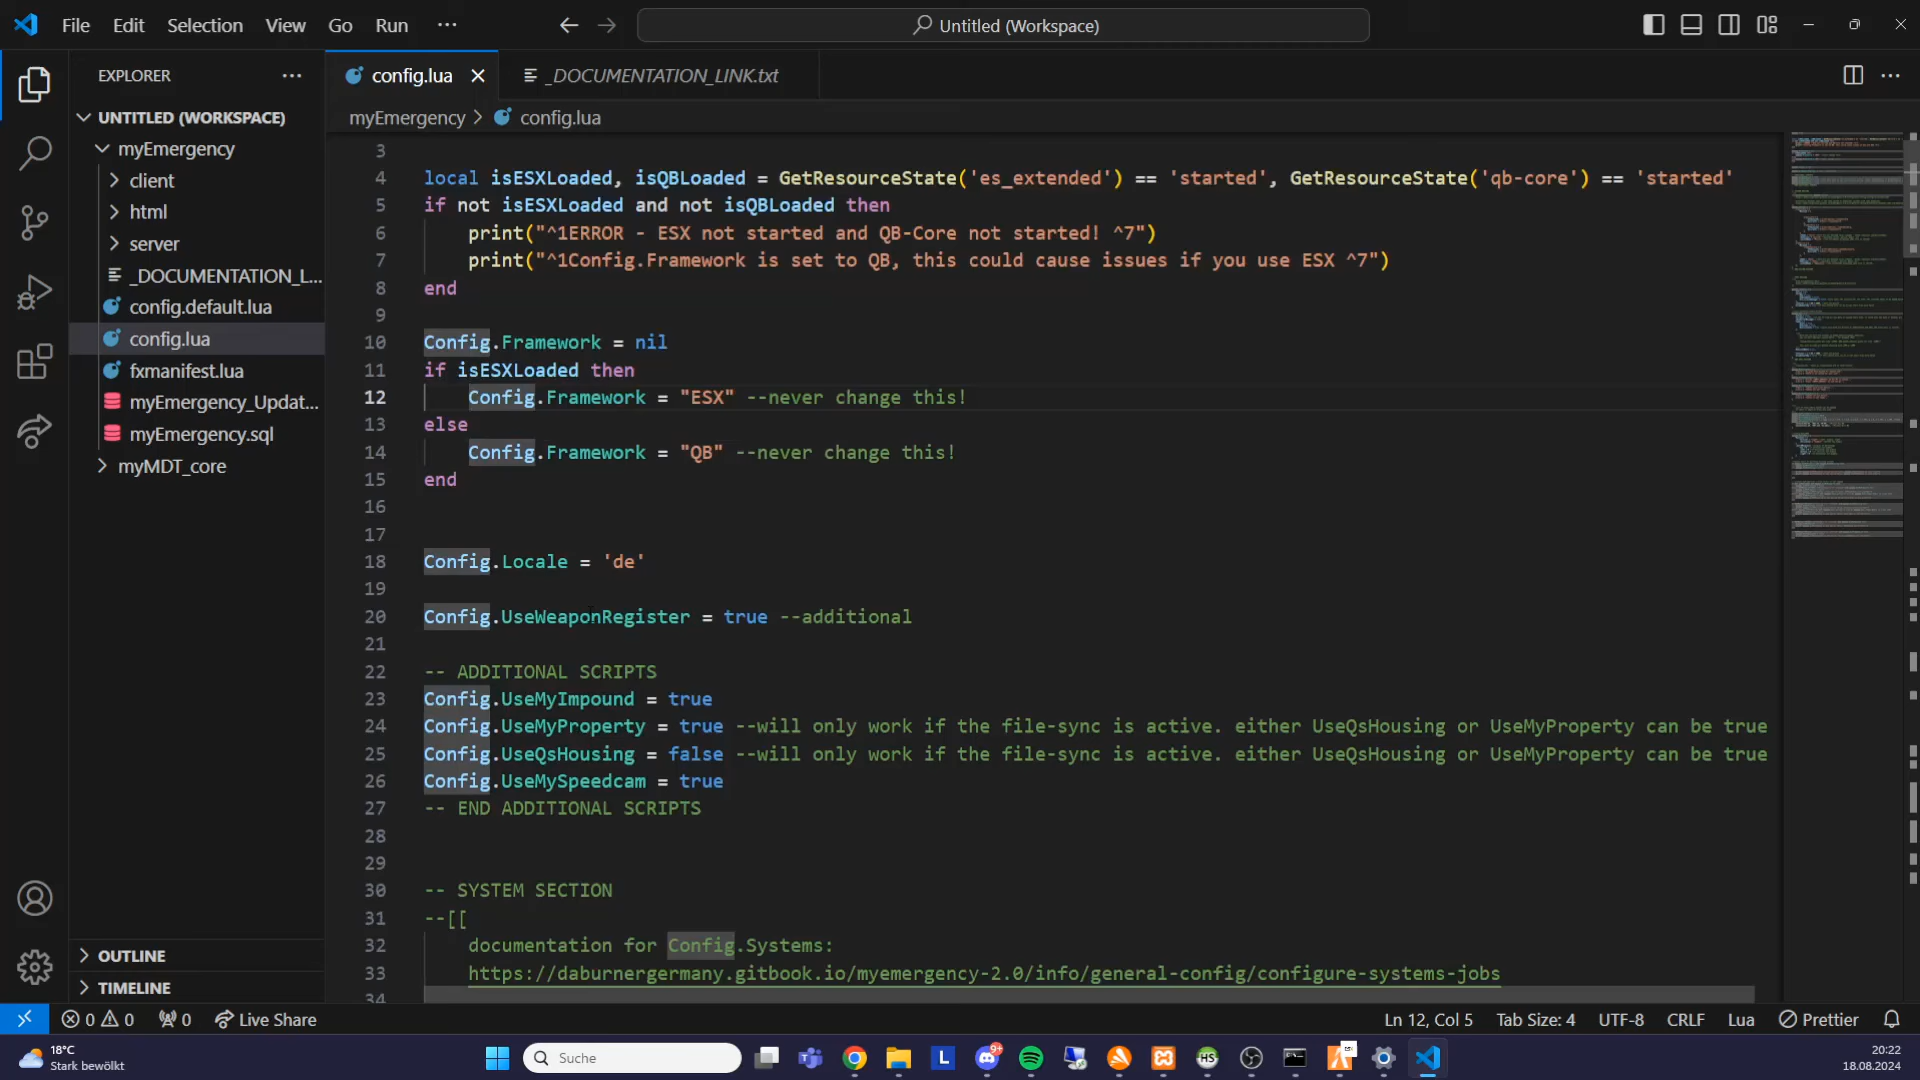 File Edit Selection View Go Run ···
Untitled (Workspace)
EXPLORER
config.lua
_DOCUMENTATION_LINK.txt
myEmergency > config.lua
UNTITLED (WORKSPACE)
myEmergency
client
html
server
_DOCUMENTATION_L...
config.default.lua
config.lua
fxmanifest.lua
myEmergency_Updat...
myEmergency.sql
myMDT_core
OUTLINE
TIMELINE
3
4 local isESXLoaded, isQBLoaded = GetResourceState('es_extended') == 'started', GetResourceState('qb-core') == 'started'
5 if not isESXLoaded and not isQBLoaded then
6 print("^1ERROR - ESX not started and QB-Core not started! ^7")
7 print("^1Config.Framework is set to QB, this could cause issues if you use ESX ^7")
8 end
9
10 Config.Framework = nil
11 if isESXLoaded then
12 Config.Framework = "ESX" --never change this!
13 else
14 Config.Framework = "QB" --never change this!
15 end
16
17
18 Config.Locale = 'de'
19
20 Config.UseWeaponRegister = true --additional
21
22 -- ADDITIONAL SCRIPTS
23 Config.UseMyImpound = true
24 Config.UseMyProperty = true --will only work if the file-sync is active. either UseQsHousing or UseMyProperty can be true
25 Config.UseQsHousing = false --will only work if the file-sync is active. either UseQsHousing or UseMyProperty can be true
26 Config.UseMySpeedcam = true
27 -- END ADDITIONAL SCRIPTS
28
29
30 -- SYSTEM SECTION
31 --[[
32 documentation for Config.Systems:
33 https://daburnergermany.gitbook.io/myemergency-2.0/info/general-config/configure-systems-jobs
34
0 0 0 Live Share
Ln 12, Col 5 Tab Size: 4 UTF-8 CRLF Lua Prettier
18°C
Stark bewölkt
Suche
L
9+
HS
20:22
18.08.2024